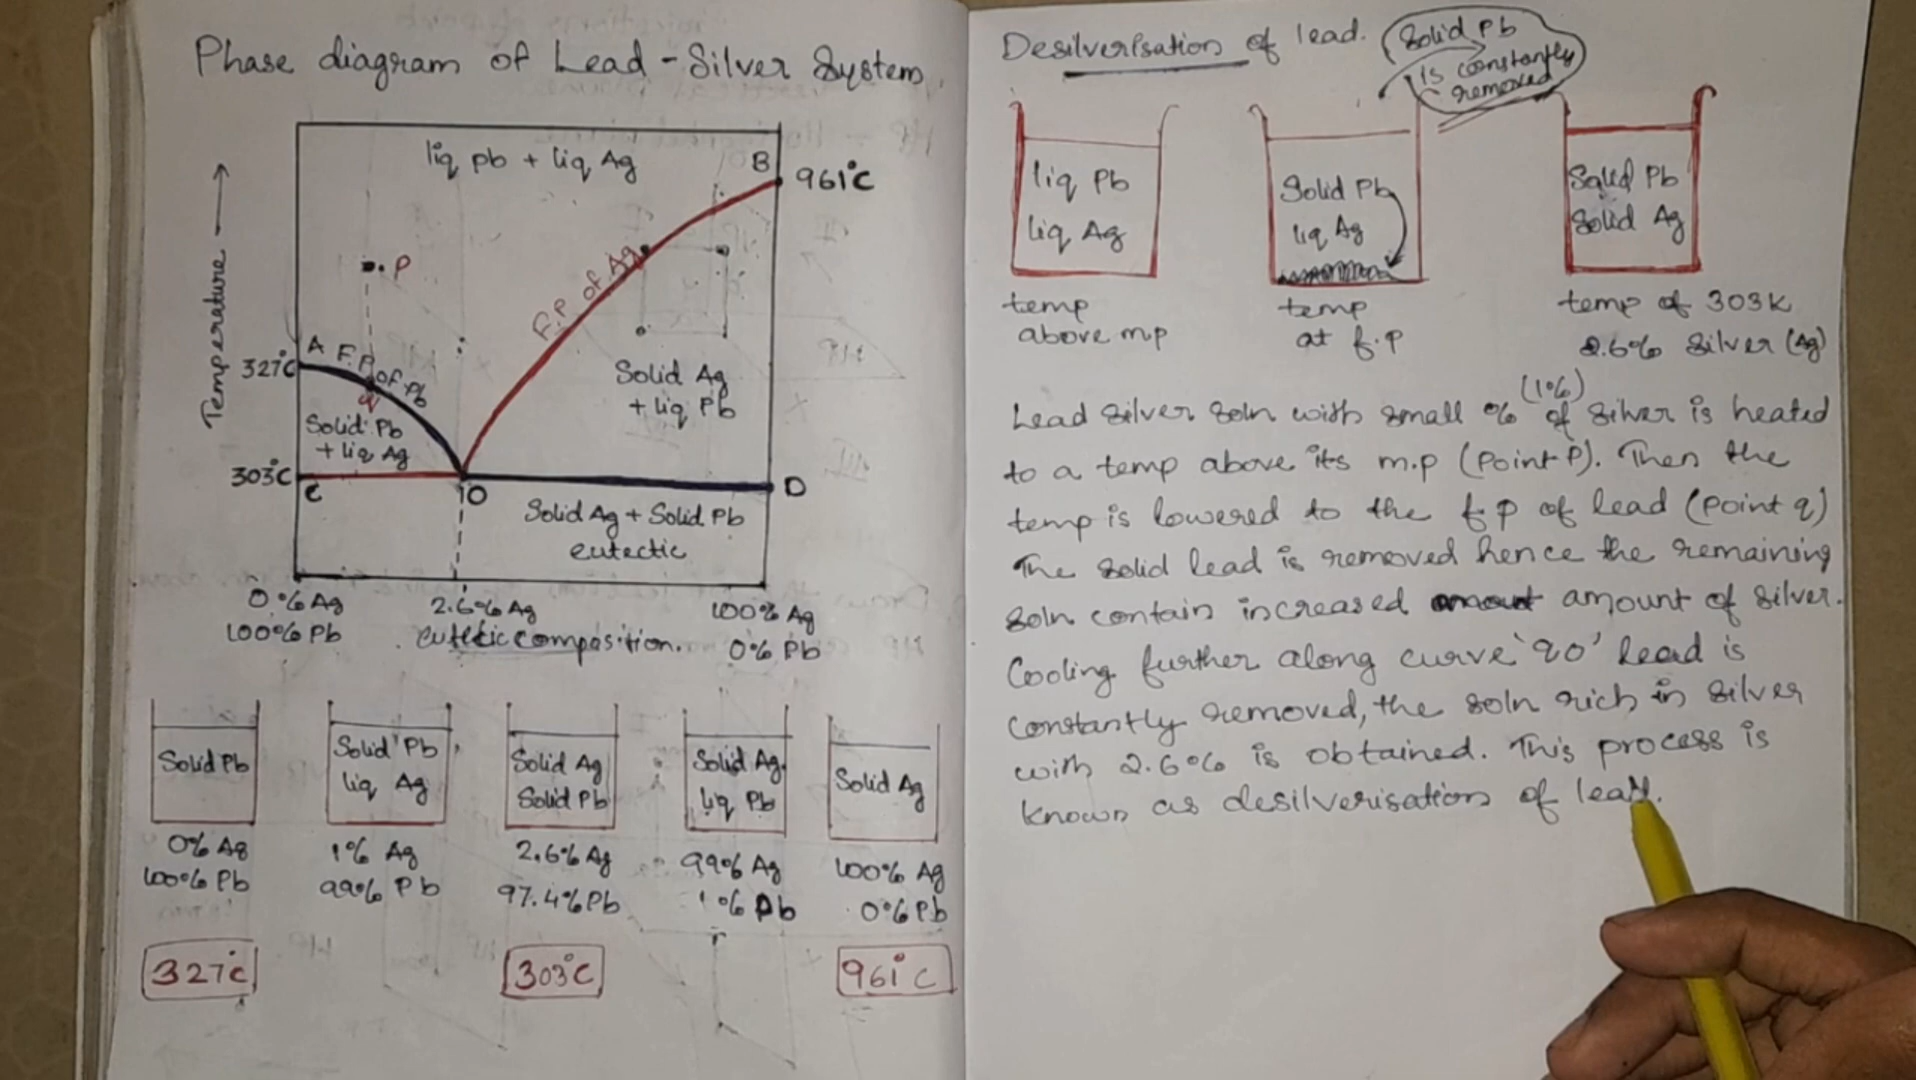 Phase diagram of Lead - Silver System
liq pb + liq Ag
B
961°C
Temperature
P
F.P of Ag
A F.P of Pb
327°C
q
Solid Pb
+ liq Ag
Solid Ag
+ liq Pb
303°C
C
O
D
Solid Ag + Solid Pb
eutectic
0% Ag
100% Pb
2.6% Ag
eutetic composition.
100% Ag
0% Pb
Solid Pb
0% Ag
100% Pb
327°C
Solid Pb
liq Ag
1% Ag
99% Pb
Solid Ag
Solid Pb
2.6% Ag
97.4% Pb
303°C
Solid Ag
liq Pb
99% Ag
1% Pb
Solid Ag
100% Ag
0% Pb
961°C
Desilverisation of lead.
Solid Pb
is constantly
removed
liq Pb
liq Ag
temp
above m.p
Solid Pb
liq Ag
temp
at f.p
Solid Pb
Solid Ag
temp of 303K
2.6% Silver (Ag)
(1%)
Lead silver soln with small % of silver is heated
to a temp above its m.p (point P). Then the
temp is lowered to the f.p of lead (point q)
The solid lead is removed hence the remaining
soln contain increased amount of silver.
Cooling further along curve 'qo' lead is
constantly removed, the soln rich in silver
with 2.6% is obtained. This process is
known as desilverisation of lead.